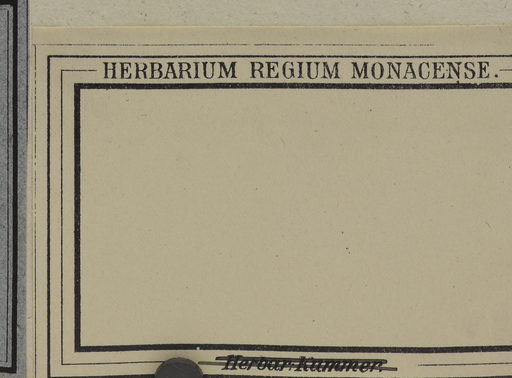 HERBARIUM REGIUM MONACENSE.
Herbar. Kummer.